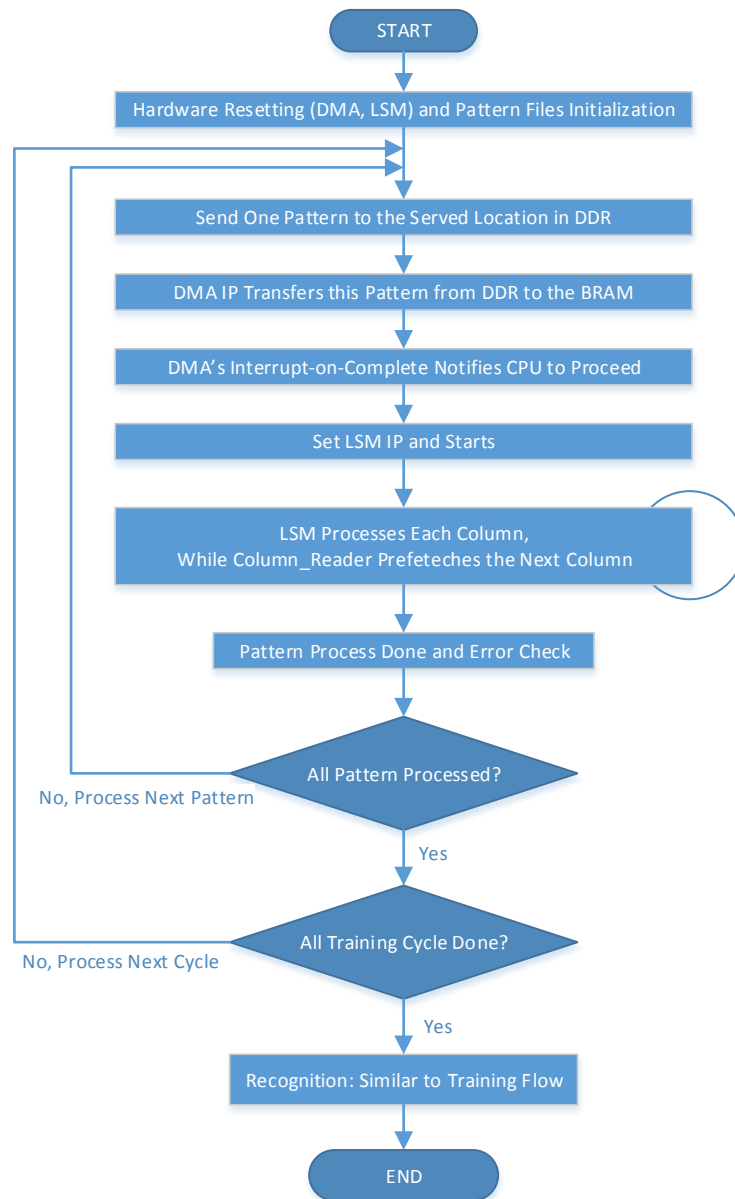 START
Hardware Resetting (DMA, LSM) and Pattern Files Initialization
Send One Pattern to the Served Location in DDR
DMA IP Transfers this Pattern from DDR to the BRAM
DMA’s Interrupt-on-Complete Notifies CPU to Proceed
Set LSM IP and Starts
LSM Processes Each Column,
While Column_Reader Prefeteches the Next Column
Pattern Process Done and Error Check
All Pattern Processed?
No, Process Next Pattern
Yes
All Training Cycle Done?
No, Process Next Cycle
Yes
Recognition: Similar to Training Flow
END